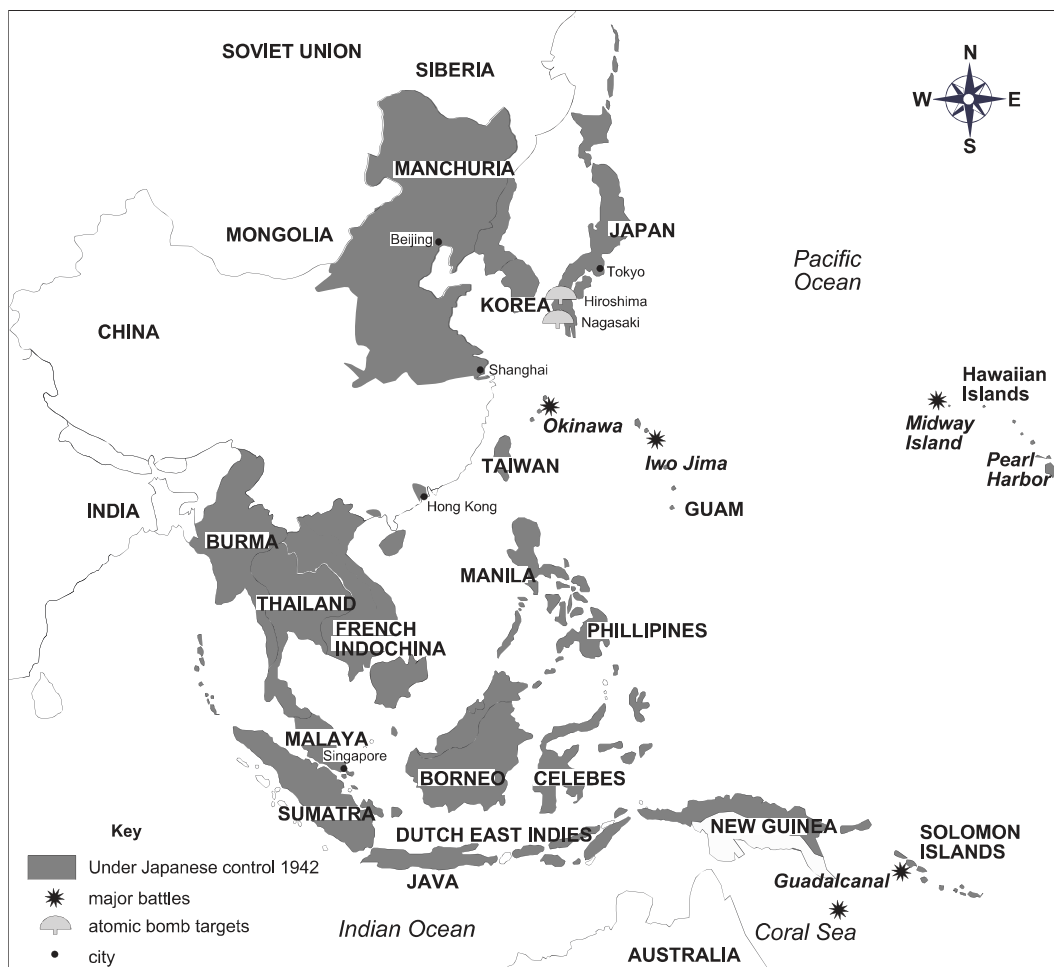 SOVIET UNION
SIBERIA
N
W
E
S
MANCHURIA
MONGOLIA
Beijing
JAPAN
Tokyo
Pacific
Ocean
KOREA
Hiroshima
Nagasaki
CHINA
Shanghai
Hawaiian
Islands
Midway
Island
Okinawa
Iwo Jima
Pearl
Harbor
TAIWAN
Hong Kong
GUAM
INDIA
BURMA
MANILA
THAILAND
FRENCH
INDOCHINA
PHILLIPINES
MALAYA
Singapore
BORNEO
CELEBES
SUMATRA
DUTCH EAST INDIES
NEW GUINEA
SOLOMON
ISLANDS
JAVA
Guadalcanal
Coral Sea
Indian Ocean
AUSTRALIA
Key
Under Japanese control 1942
major battles
atomic bomb targets
city